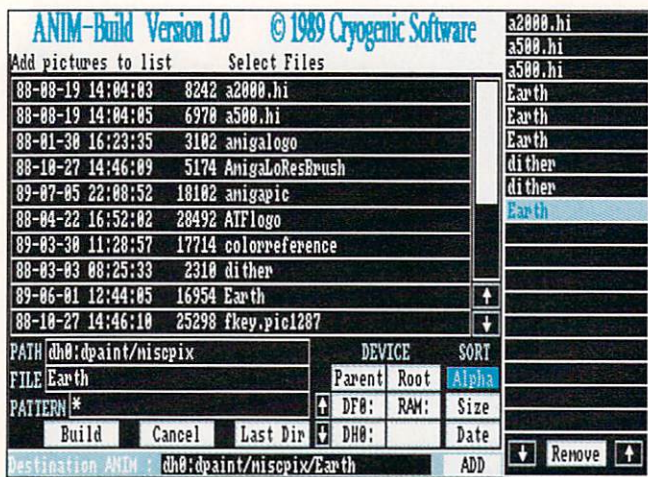 ANIM-Build Version 1.0 © 1989 Cryogenic Software
Add pictures to list Select Files
88-08-19 14:04:03 8242 a2000.hi
88-08-19 14:04:05 6970 a500.hi
88-01-30 16:23:35 3102 amigalogo
88-10-27 14:46:09 5174 AmigaLoResBrush
89-07-05 22:08:52 18102 amigapic
88-04-22 16:52:02 28492 ATFlogo
89-03-30 11:28:57 17714 colorreference
88-03-03 08:25:33 2310 dither
89-06-01 12:44:05 16954 Earth
88-10-27 14:46:10 25298 fkey.pic1287
PATH dh0:dpaint/miscpix
FILE Earth
PATTERN *
Build Cancel Last Dir
DEVICE
Parent Root
DF0: RAM:
DH0:
SORT
Alpha
Size
Date
Destination ANIM : dh0:dpaint/miscpix/Earth ADD
a2000.hi
a500.hi
a500.hi
Earth
Earth
Earth
dither
dither
Earth
Remove